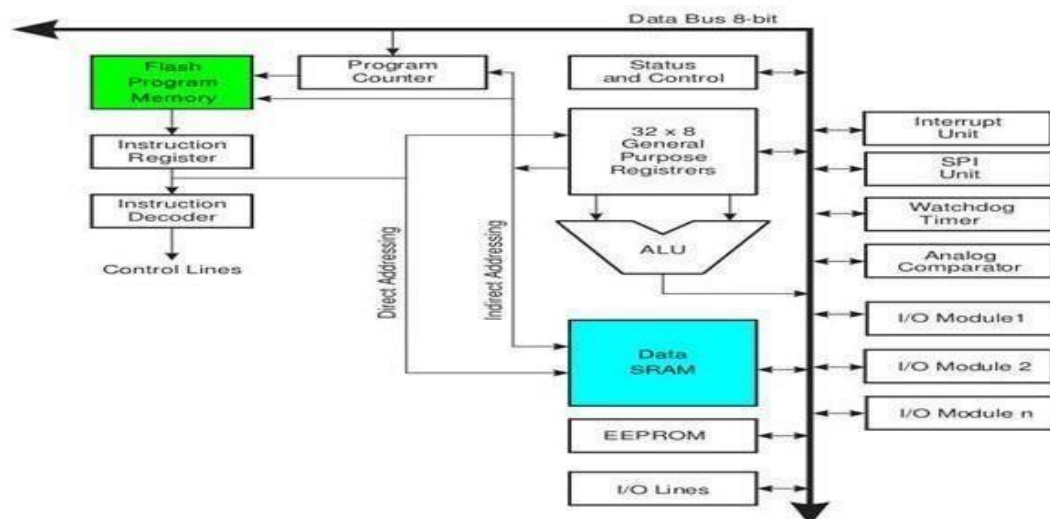 Data Bus 8-bit
Flash
Program
Memory
Program
Counter
Status
and Control
Instruction
Register
32 x 8
General
Purpose
Registrers
Interrupt
Unit
SPI
Unit
Instruction
Decoder
Watchdog
Timer
ALU
Analog
Comparator
Control Lines
Direct Addressing
Indirect Addressing
I/O Module1
Data
SRAM
I/O Module 2
I/O Module n
EEPROM
I/O Lines